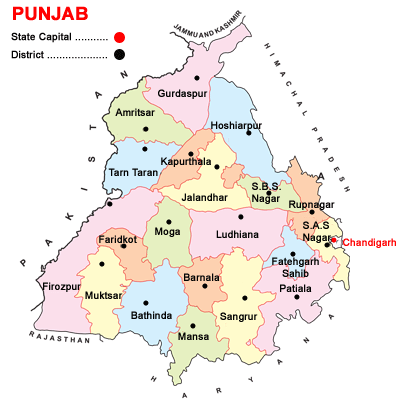 PUNJAB
State Capital ...........
District ....................
JAMMU AND KASHMIR
HIMACHAL PRADESH
PAKISTAN
Gurdaspur
Amritsar
Hoshiarpur
Tarn Taran
Kapurthala
Jalandhar
S.B.S.
Nagar
Rupnagar
S.A.S
Nagar
Chandigarh
Moga
Ludhiana
Faridkot
Fatehgarh
Sahib
Firozpur
Muktsar
Barnala
Patiala
Bathinda
Sangrur
Mansa
RAJASTHAN
HARYANA